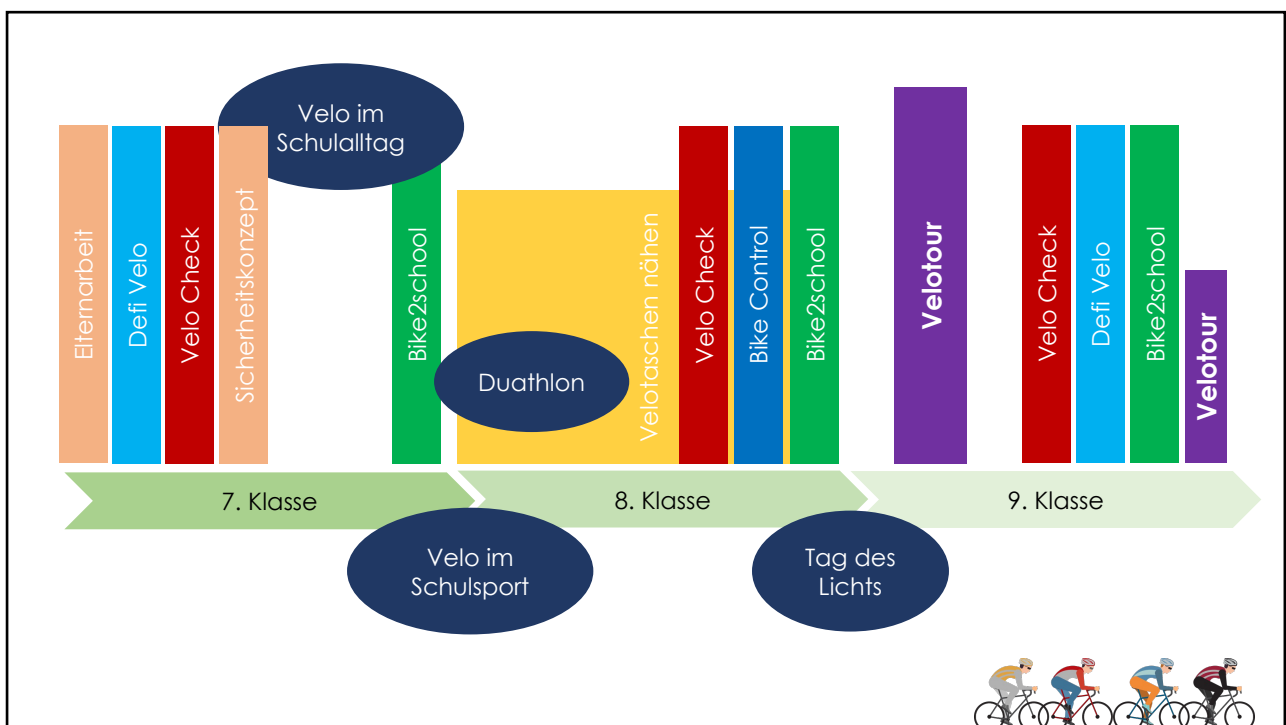 Velo im
Schulalltag
Elternarbeit
Defi Velo
Velo Check
Sicherheitskonzept
Bike2school
Duathlon
Velotaschen nähen
Velo Check
Bike Control
Bike2school
Velotour
Velo Check
Defi Velo
Bike2school
Velotour
7. Klasse
8. Klasse
9. Klasse
Velo im
Schulsport
Tag des
Lichts